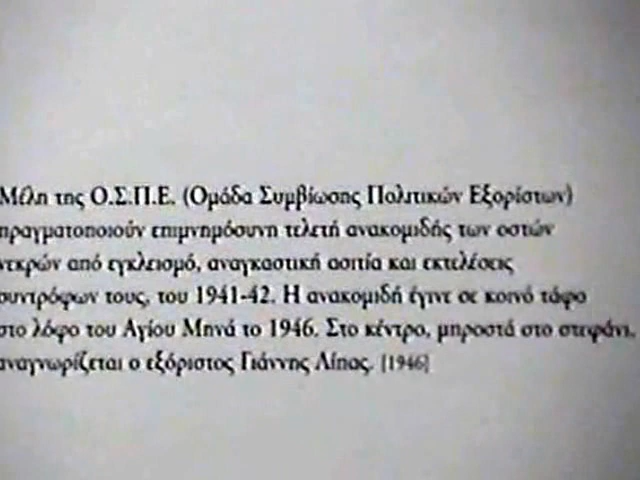 Μέλη της Ο.Σ.Π.Ε. (Ομάδα Συμβίωσης Πολιτικών Εξορίστων)
πραγματοποιούν επιμνημόσυνη τελετή ανακομιδής των οστών
νεκρών από εγκλεισμό, αναγκαστική ασιτία και εκτελέσεις
συντρόφων τους, του 1941-42. Η ανακομιδή έγινε σε κοινό τάφο
στο λόφο του Αγίου Μηνά το 1946. Στο κέντρο, μπροστά στο στεφάνι,
αναγνωρίζεται ο εξόριστος Γιάννης Λίπας. [1946]